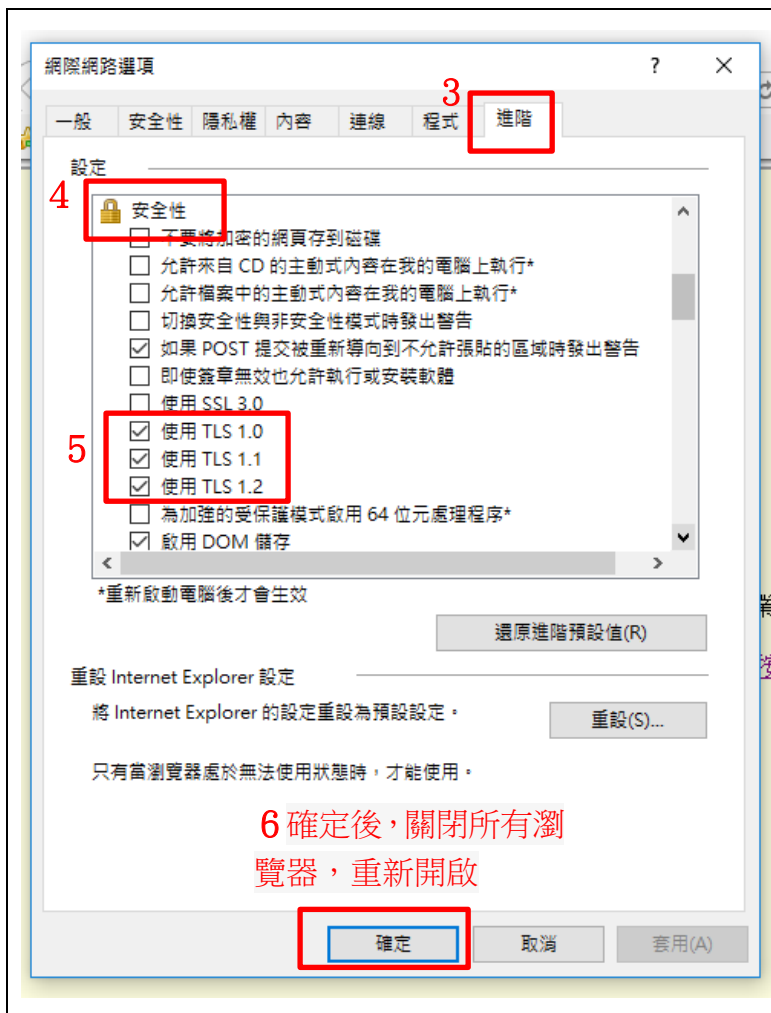 網際網路選項 ? ×
3
一般 安全性 隱私權 內容 連線 程式 進階
設定
4 安全性
不要將加密的網頁存到磁碟
允許來自 CD 的主動式內容在我的電腦上執行*
允許檔案中的主動式內容在我的電腦上執行*
切換安全性與非安全性模式時發出警告
如果 POST 提交被重新導向到不允許張貼的區域時發出警告
即使簽章無效也允許執行或安裝軟體
使用 SSL 3.0
使用 TLS 1.0
5 使用 TLS 1.1
使用 TLS 1.2
為加強的受保護模式啟用 64 位元處理程序*
啟用 DOM 儲存
*重新啟動電腦後才會生效
還原進階預設值(R)
重設 Internet Explorer 設定
將 Internet Explorer 的設定重設為預設設定。
重設(S)...
只有當瀏覽器處於無法使用狀態時，才能使用。
6 確定後，關閉所有瀏
覽器，重新開啟
確定 取消 套用(A)